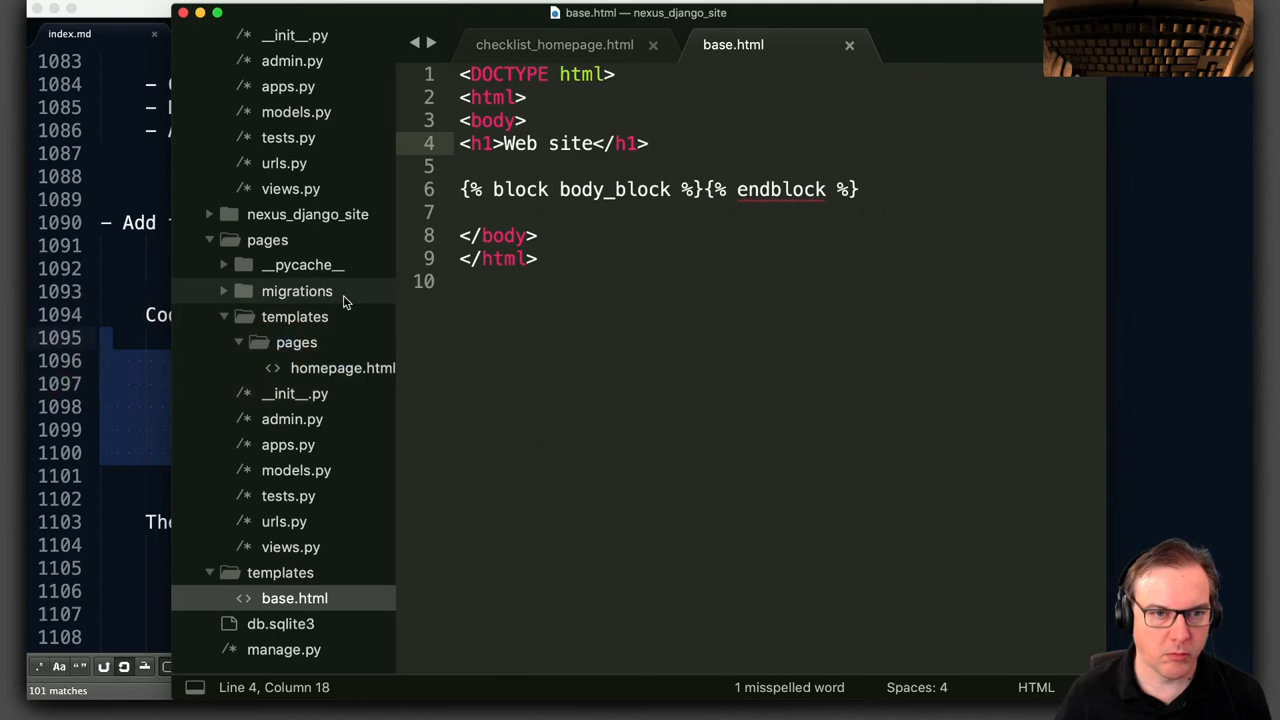 base.html — nexus_django_site
index.md
checklist_homepage.html
base.html
1083
1084
1085
1086
1087
1088
1089
1090
1091
1092
1093
1094
1095
1096
1097
1098
1099
1100
1101
1102
1103
1104
1105
1106
1107
1108
- Add
101 matches
__init__.py
admin.py
apps.py
models.py
tests.py
urls.py
views.py
nexus_django_site
pages
__pycache__
migrations
templates
pages
homepage.html
__init__.py
admin.py
apps.py
models.py
tests.py
urls.py
views.py
templates
base.html
db.sqlite3
manage.py
1 <DOCTYPE html>
2 <html>
3 <body>
4 <h1>Web site</h1>
5
6 {% block body_block %}{% endblock %}
7
8 </body>
9 </html>
10
Line 4, Column 18
1 misspelled word
Spaces: 4
HTML